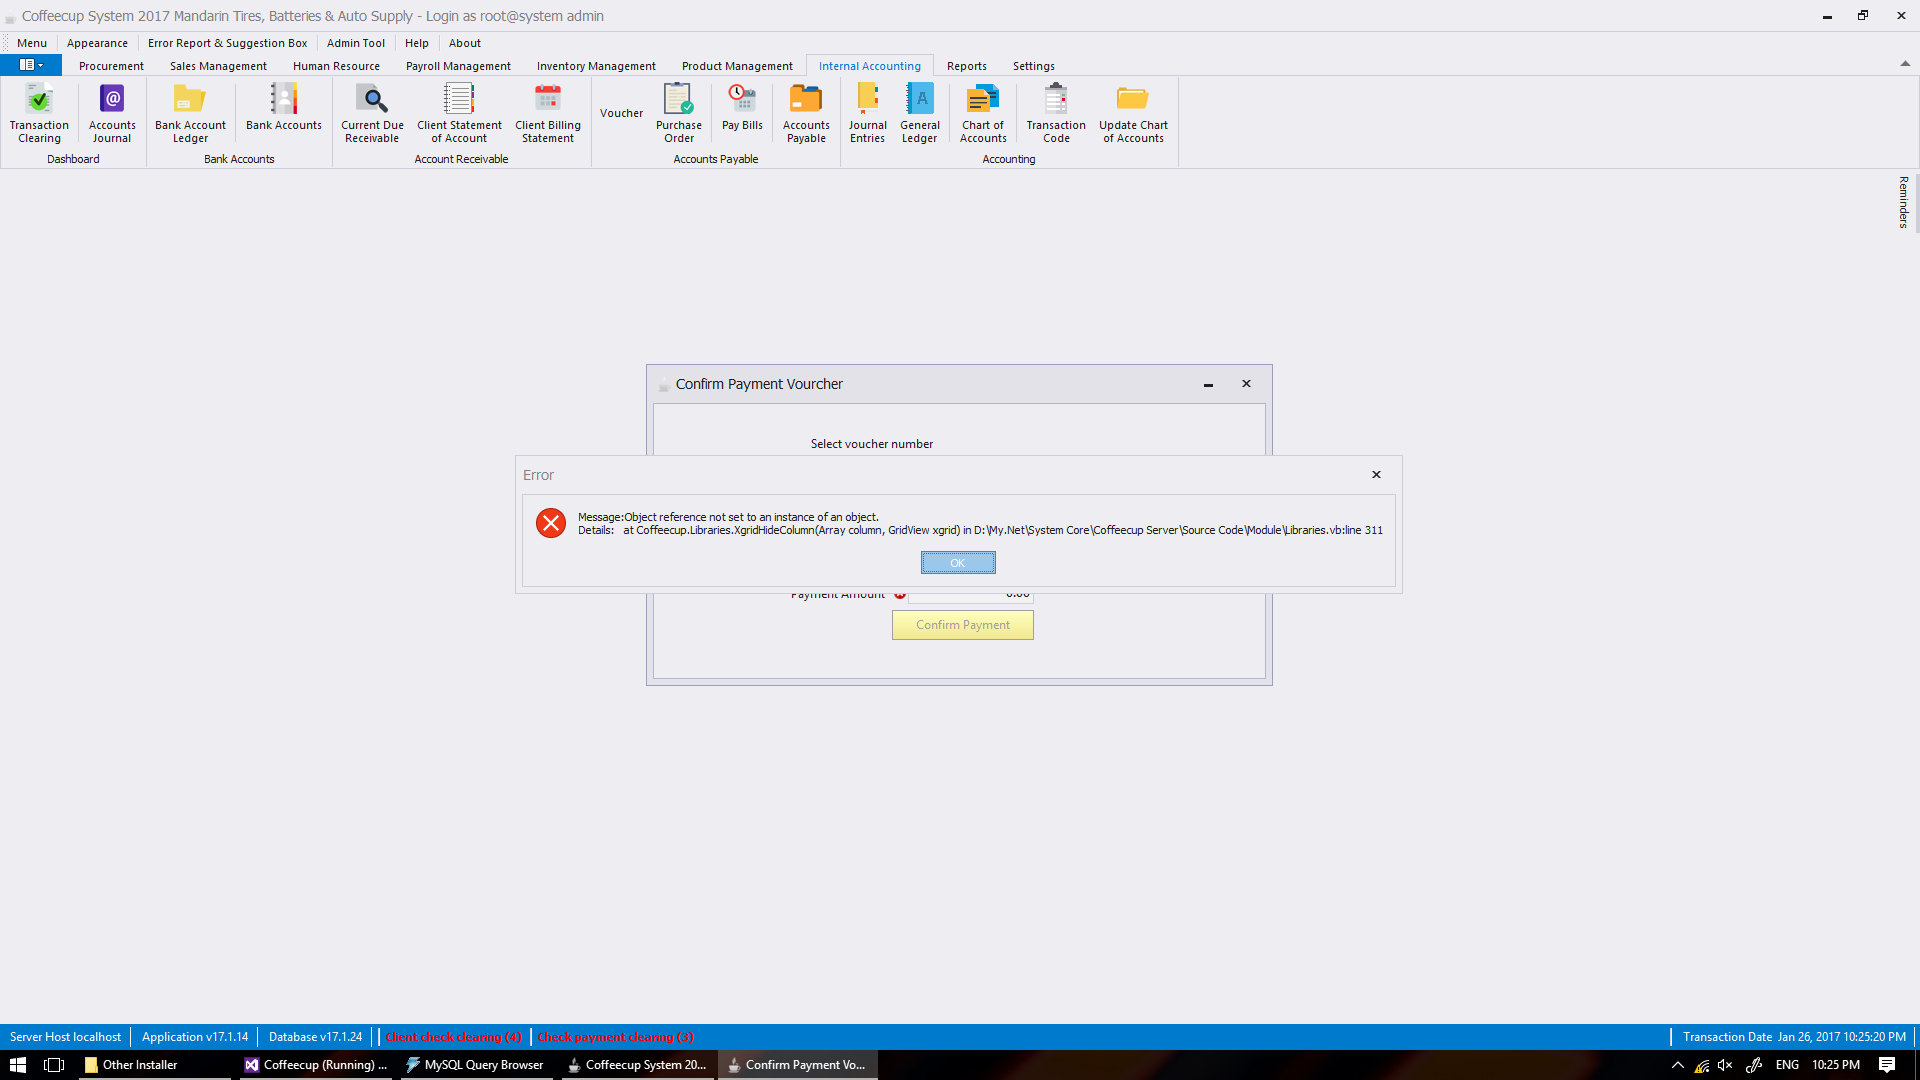 Coffeecup System 2017 Mandarin Tires, Batteries & Auto Supply - Login as root@system admin
Menu Appearance Error Report & Suggestion Box Admin Tool Help About
Procurement Sales Management Human Resource Payroll Management Inventory Management Product Management Internal Accounting Reports Settings
Transaction Clearing
Accounts Journal
Dashboard
Bank Account Ledger
Bank Accounts
Bank Accounts
Current Due Receivable
Client Statement of Account
Client Billing Statement
Account Receivable
Voucher
Purchase Order
Pay Bills
Accounts Payable
Accounts Payable
Journal Entries
General Ledger
Chart of Accounts
Transaction Code
Update Chart of Accounts
Accounting
Reminders
Confirm Payment Vourcher
Select voucher number
Error
Message:Object reference not set to an instance of an object.
Details: at Coffeecup.Libraries.XgridHideColumn(Array column, GridView xgrid) in D:\My.Net\System Core\Coffeecup Server\Source Code\Module\Libraries.vb:line 311
OK
Payment Amount 0.00
Confirm Payment
Server Host localhost Application v17.1.14 Database v17.1.24 Client check clearing (4) Check payment clearing (3) Transaction Date Jan 26, 2017 10:25:20 PM
Other Installer Coffeecup (Running) ... MySQL Query Browser Coffeecup System 20... Confirm Payment Vo... ENG 10:25 PM